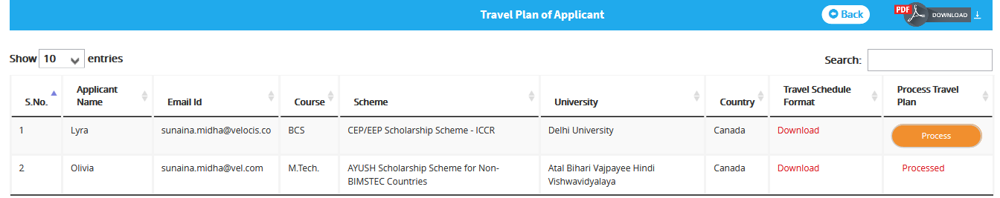 Travel Plan of Applicant
Back
PDF
DOWNLOAD
Show 10 entries
Search:
S.No.
Applicant
Name
Email Id
Course
Scheme
University
Country
Travel Schedule
Format
Process Travel
Plan
1
Lyra
sunaina.midha@velocis.co
BCS
CEP/EEP Scholarship Scheme - ICCR
Delhi University
Canada
Download
Process
2
Olivia
sunaina.midha@vel.com
M.Tech.
AYUSH Scholarship Scheme for Non-
BIMSTEC Countries
Atal Bihari Vajpayee Hindi
Vishwavidyalaya
Canada
Download
Processed